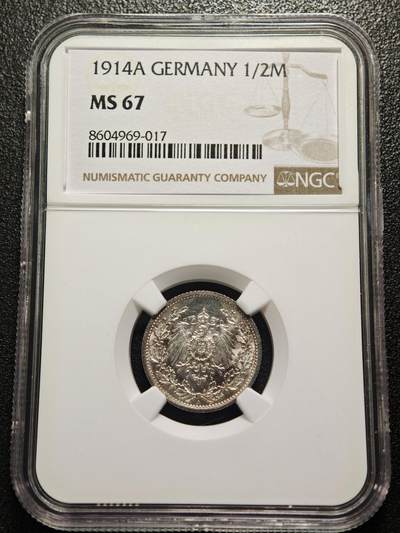 1914A GERMANY 1/2M
MS 67
8604969-017
NUMISMATIC GUARANTY COMPANY
NGC